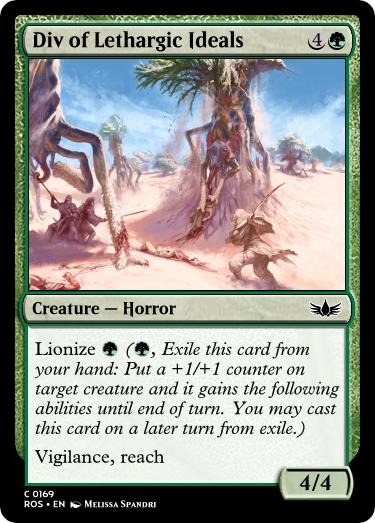 Div of Lethargic Ideals 4
Creature — Horror
Lionize (, Exile this card from
your hand: Put a +1/+1 counter on
target creature and it gains the following
abilities until end of turn. You may cast
this card on a later turn from exile.)
Vigilance, reach
4/4
C 0169
ROS • EN Melissa Spandri